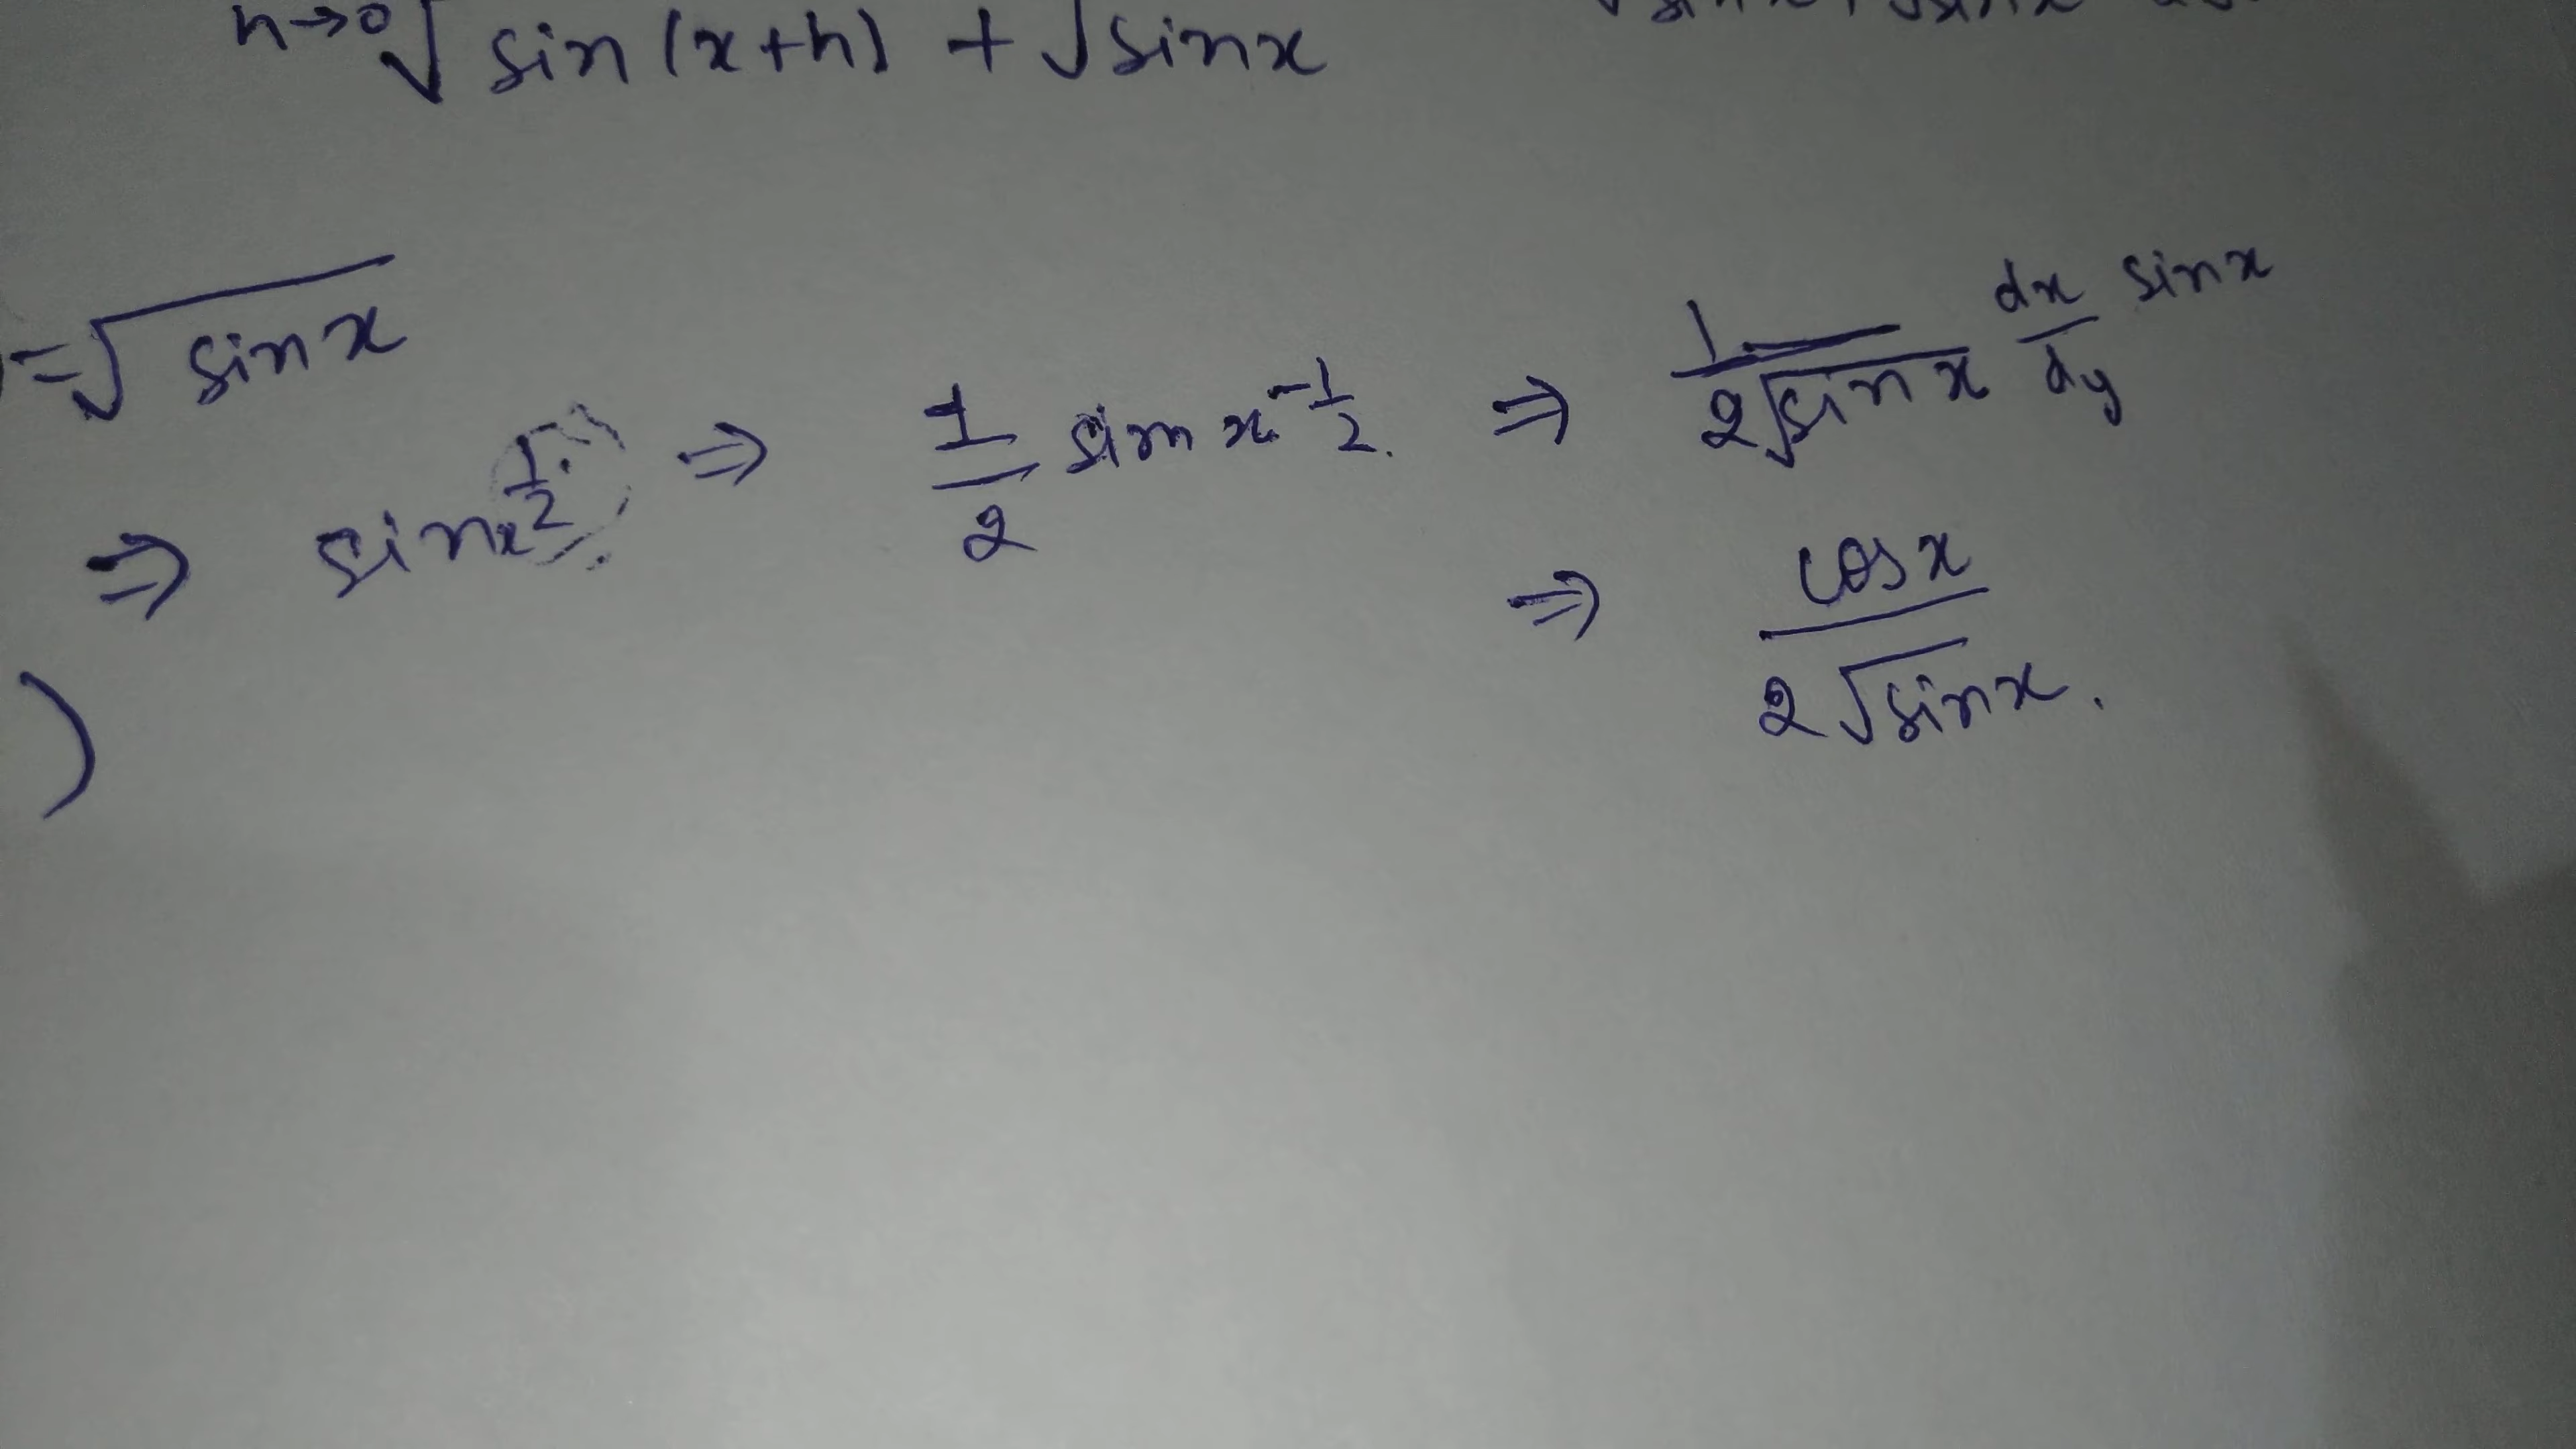 h→0 √sin(x+h) + √sinx
=√sinx
⇒ sinx^1/2 ⇒ 1/2 sinx^-1/2. ⇒ 1/2√sinx dx/dy sinx
⇒ cosx/2√sinx.
)